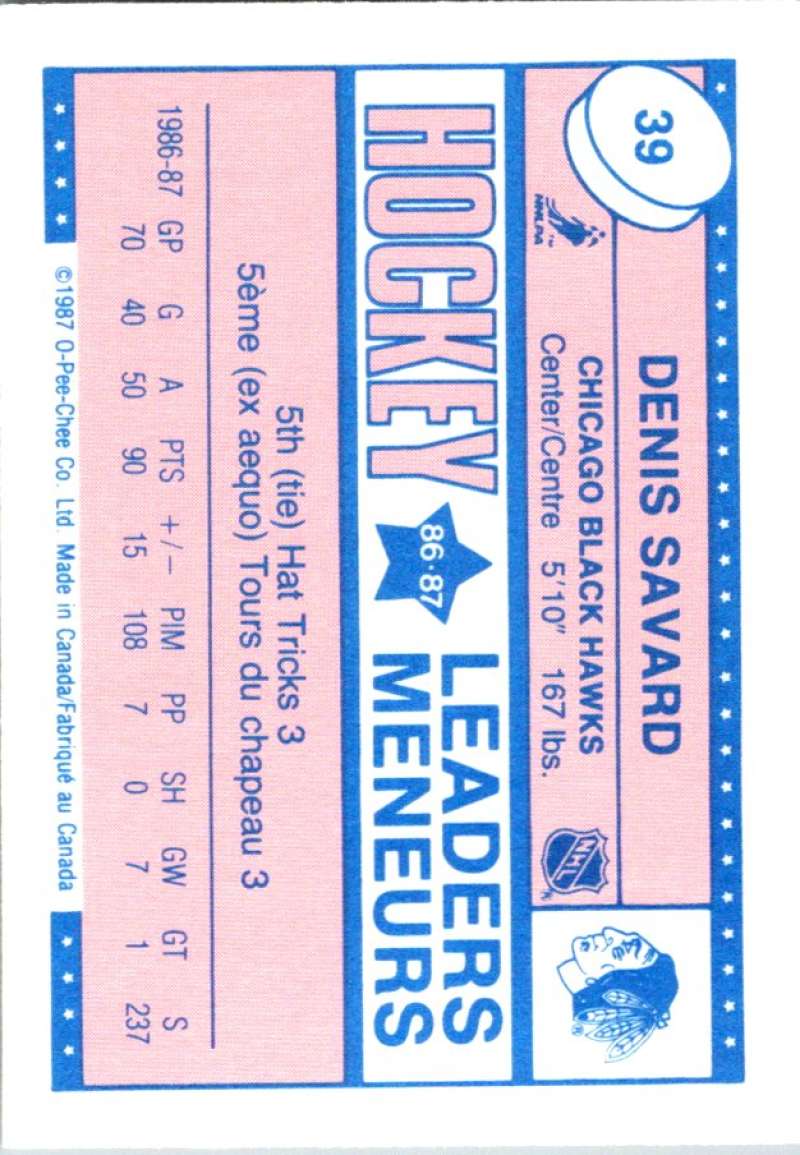 39
DENIS SAVARD
NHLPA™
CHICAGO BLACK HAWKS
Center/Centre 5'10" 167 lbs.
NHL
HOCKEY 86·87 LEADERS
MENEURS
5th (tie) Hat Tricks 3
5ème (ex aequo) Tours du chapeau 3
1986-87 GP G A PTS +/− PIM PP SH GW GT S
70 40 50 90 15 108 7 0 7 1 237
©1987 O-Pee-Chee Co. Ltd. Made in Canada/Fabriqué au Canada